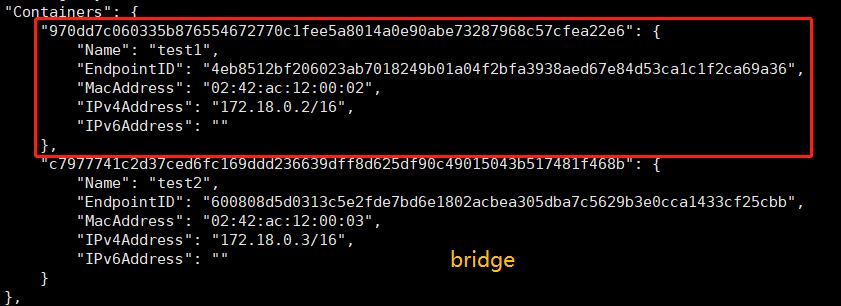 "Containers": {
"970dd7c060335b876554672770c1fee5a8014a0e90abe73287968c57cfea22e6": {
"Name": "test1",
"EndpointID": "4eb8512bf206023ab7018249b01a04f2bfa3938aed67e84d53ca1c1f2ca69a36",
"MacAddress": "02:42:ac:12:00:02",
"IPv4Address": "172.18.0.2/16",
"IPv6Address": ""
},
"c7977741c2d37ced6fc169ddd236639dff8d625df90c49015043b517481f468b": {
"Name": "test2",
"EndpointID": "600808d5d0313c5e2fde7bd6e1802acbea305dba7c5629b3e0cca1433cf25cbb",
"MacAddress": "02:42:ac:12:00:03",
"IPv4Address": "172.18.0.3/16",
"IPv6Address": ""
bridge
}
},